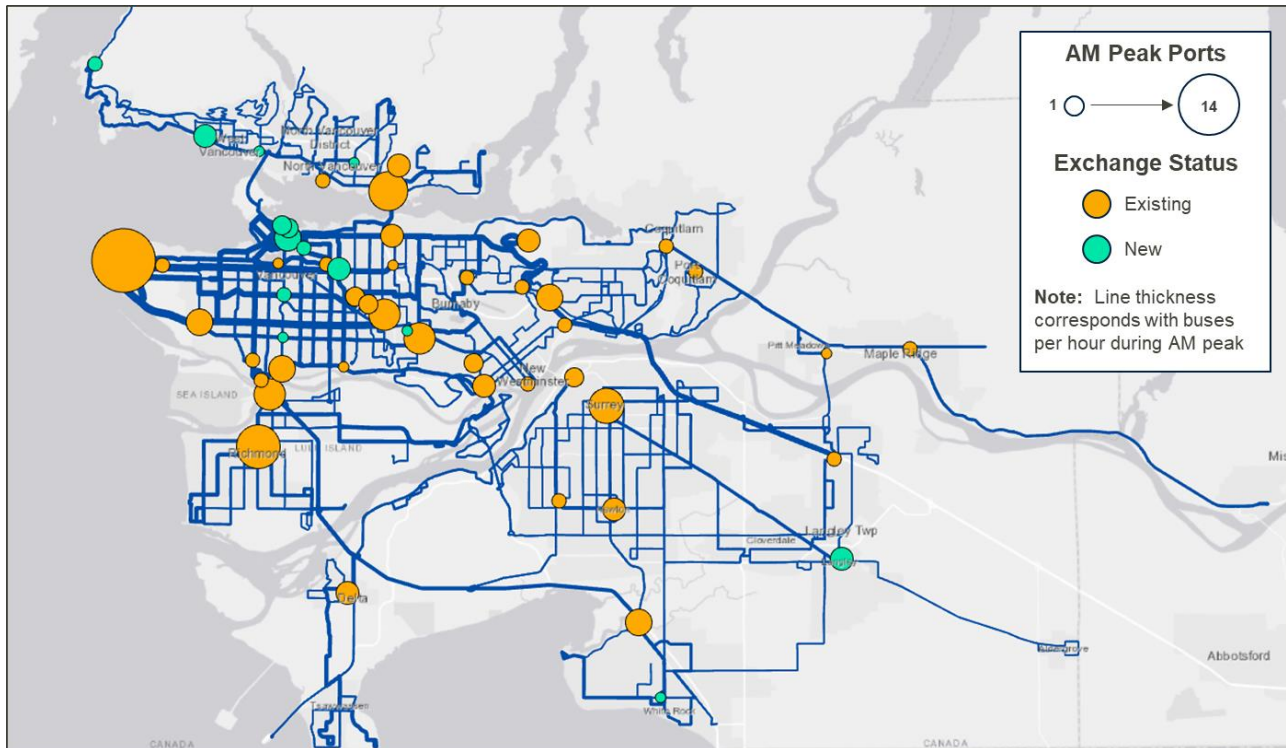 AM Peak Ports
1
14
Exchange Status
Existing
New
Note: Line thickness
corresponds with buses
per hour during AM peak
North Vancouver
District
West
Vancouver
North Vancouver
Coquitlam
Port
Coquitlam
Vancouver
Burnaby
Pitt Meadows
Maple Ridge
New
Westminster
SEA ISLAND
Surrey
LULU ISLAND
Richmond
Mis
Newton
Langley Twp
Cloverdale
Langley
Delta
Aldergrove
Abbotsford
Tsawwassen
White Rock
CANADA
CANADA